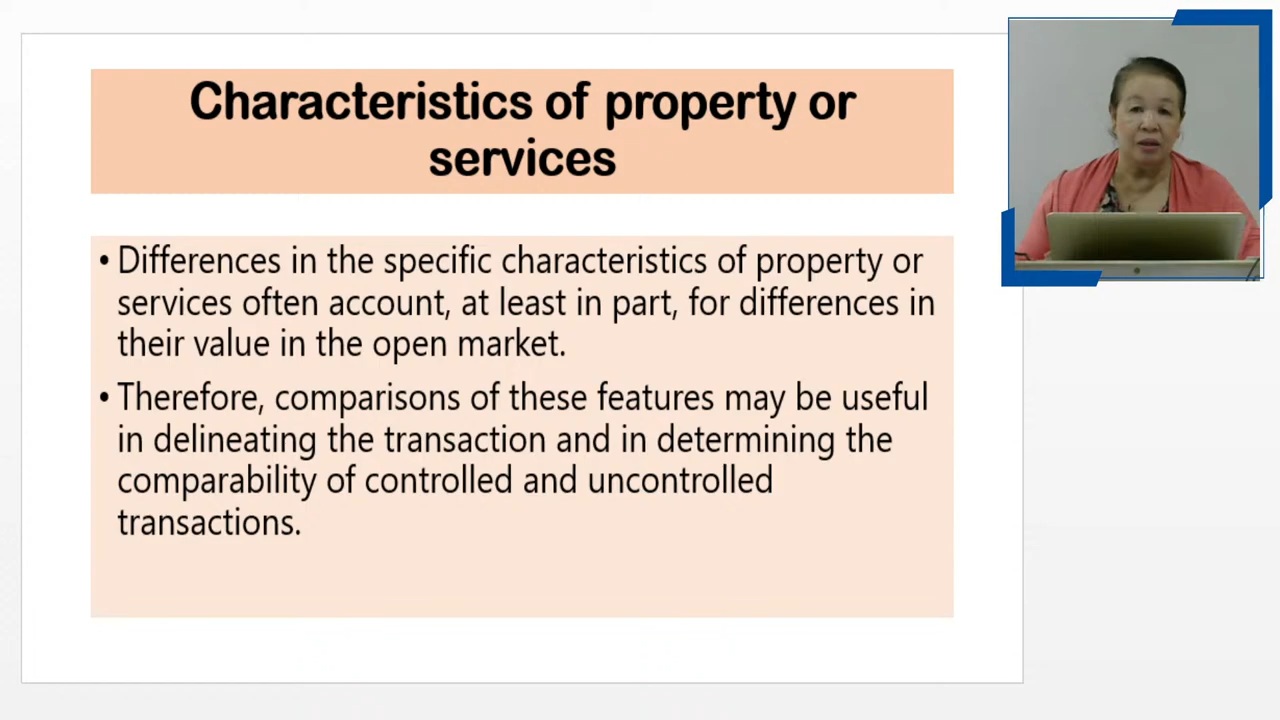 Characteristics of property or
services
• Differences in the specific characteristics of property or
services often account, at least in part, for differences in
their value in the open market.
• Therefore, comparisons of these features may be useful
in delineating the transaction and in determining the
comparability of controlled and uncontrolled
transactions.